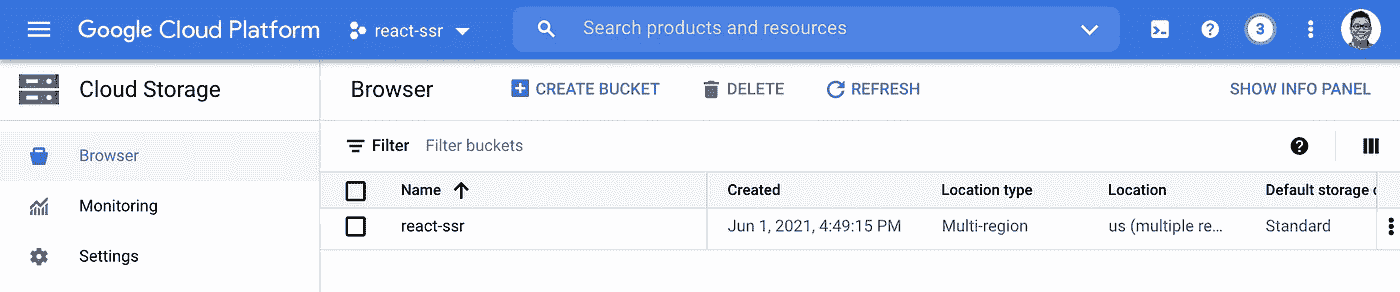 Google Cloud Platform react-ssr Search products and resources 3
Cloud Storage Browser CREATE BUCKET DELETE REFRESH SHOW INFO PANEL
Browser Filter Filter buckets
Name Created Location type Location Default storage c
Monitoring
react-ssr Jun 1, 2021, 4:49:15 PM Multi-region us (multiple re... Standard
Settings